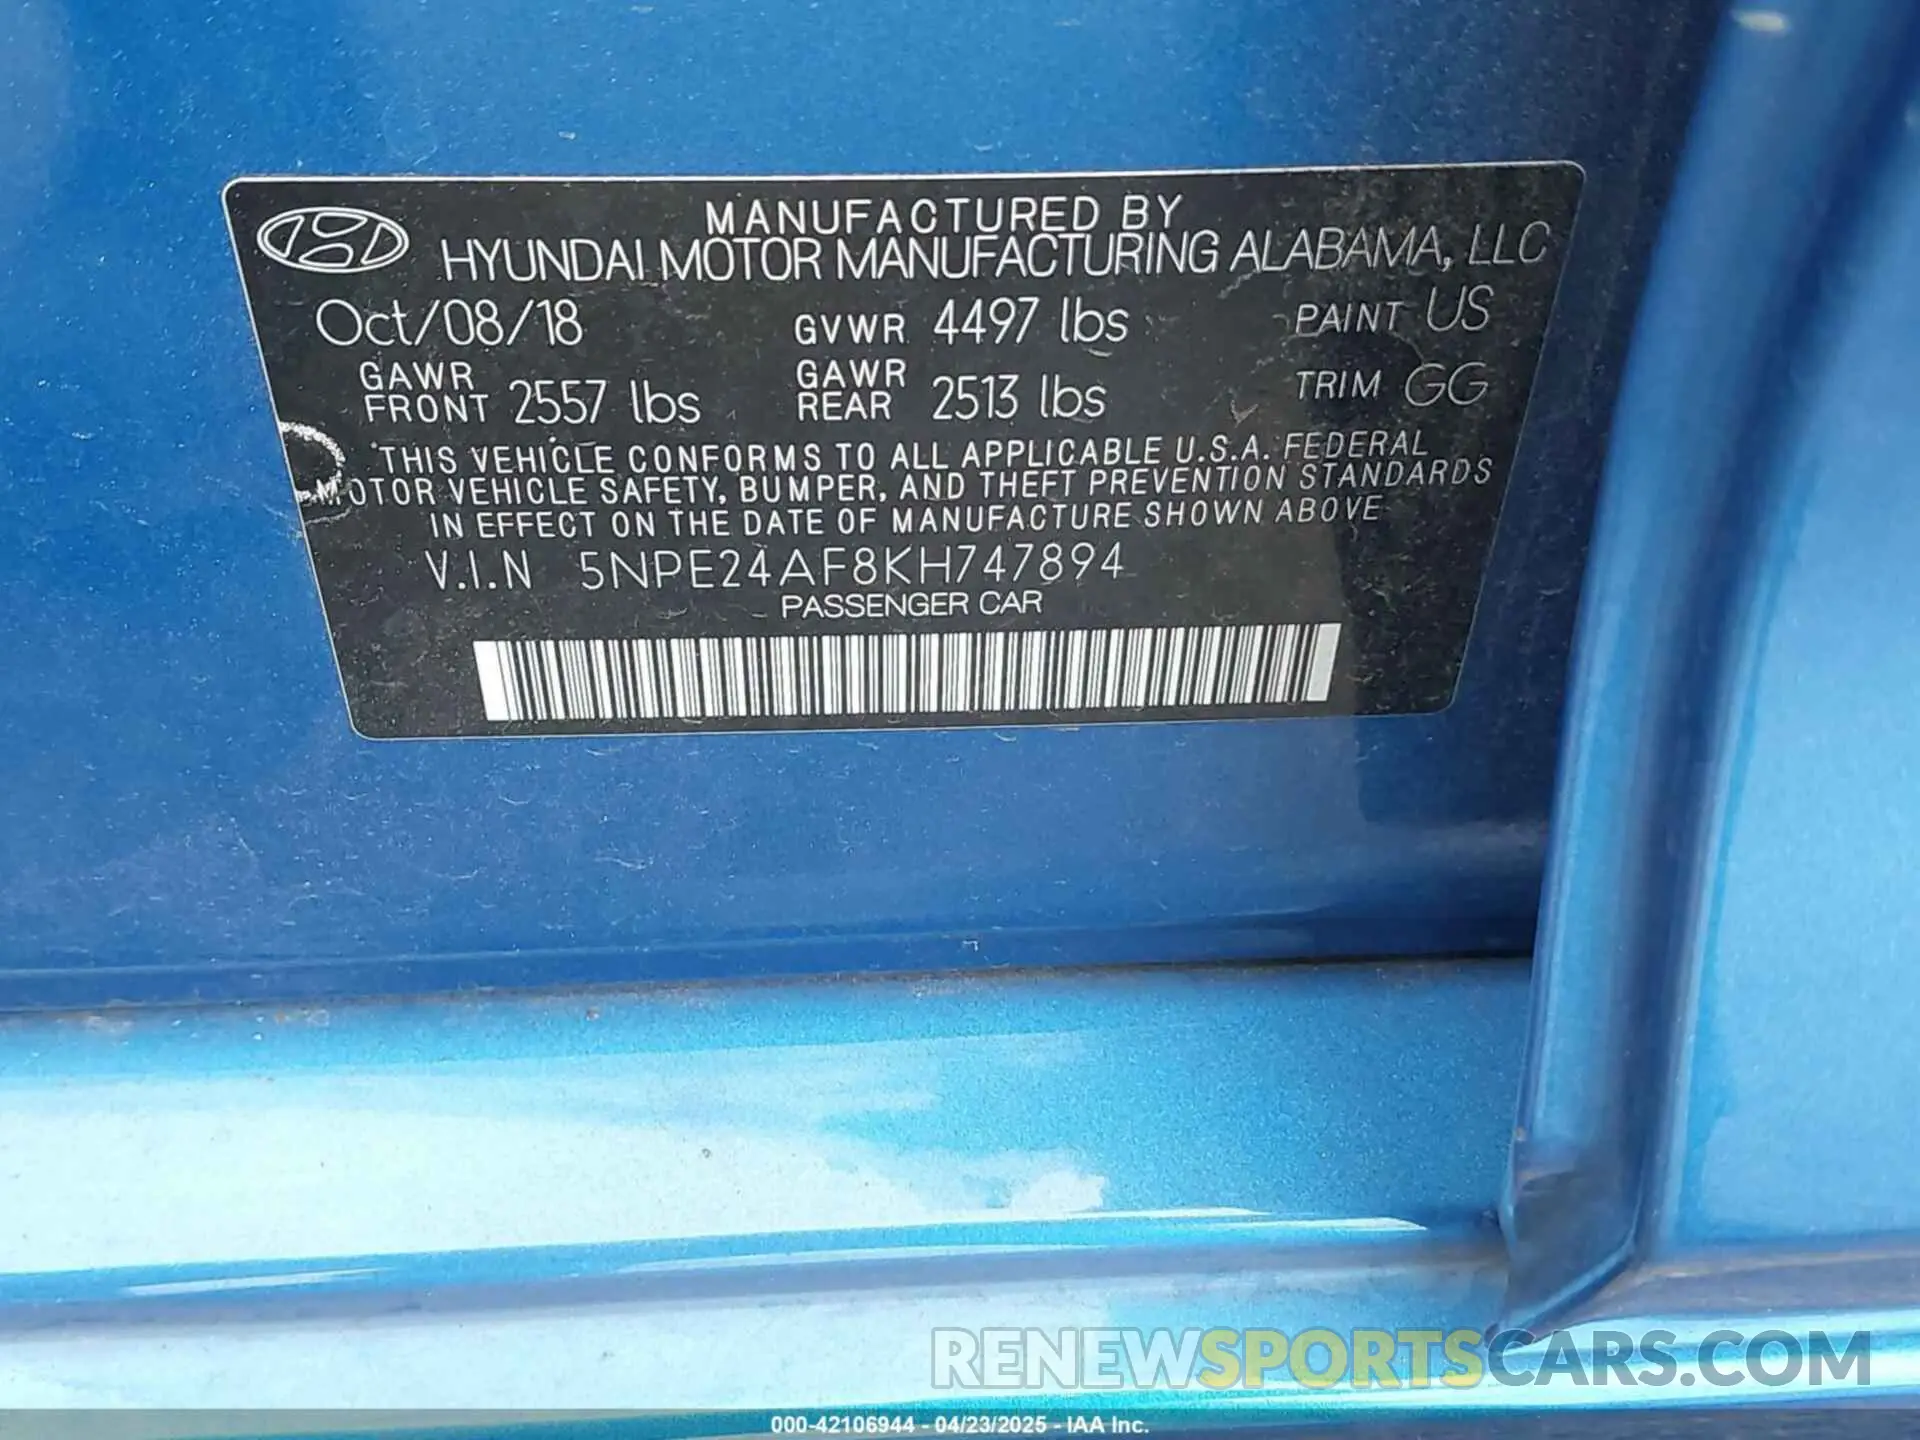 MANUFACTURED BY
HYUNDAI MOTOR MANUFACTURING ALABAMA, LLC
Oct/08/18 GVWR 4497 lbs PAINT US
GAWR FRONT 2557 lbs GAWR REAR 2513 lbs TRIM GG
THIS VEHICLE CONFORMS TO ALL APPLICABLE U.S.A. FEDERAL
MOTOR VEHICLE SAFETY, BUMPER, AND THEFT PREVENTION STANDARDS
IN EFFECT ON THE DATE OF MANUFACTURE SHOWN ABOVE
V.I.N 5NPE24AF8KH747894
PASSENGER CAR
RENEWSPORTSCARS.COM
000-42106944 - 04/23/2025 - IAA Inc.